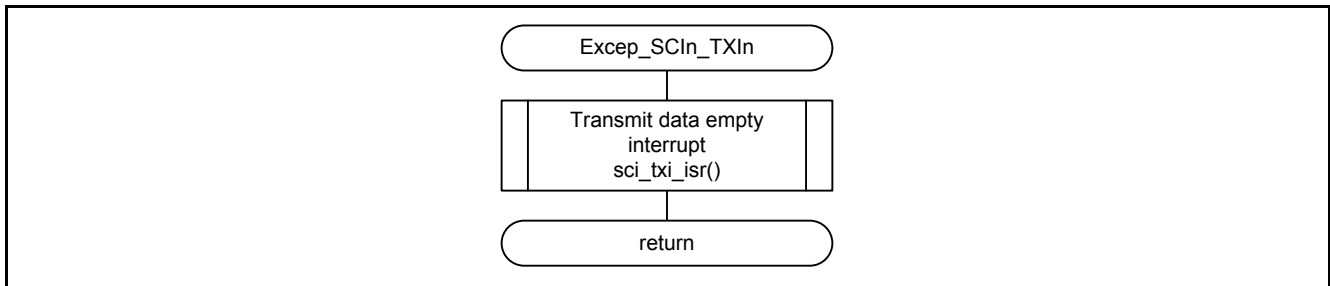 Excep_SCIn_TXIn
Transmit data empty
interrupt
sci_txi_isr()
return